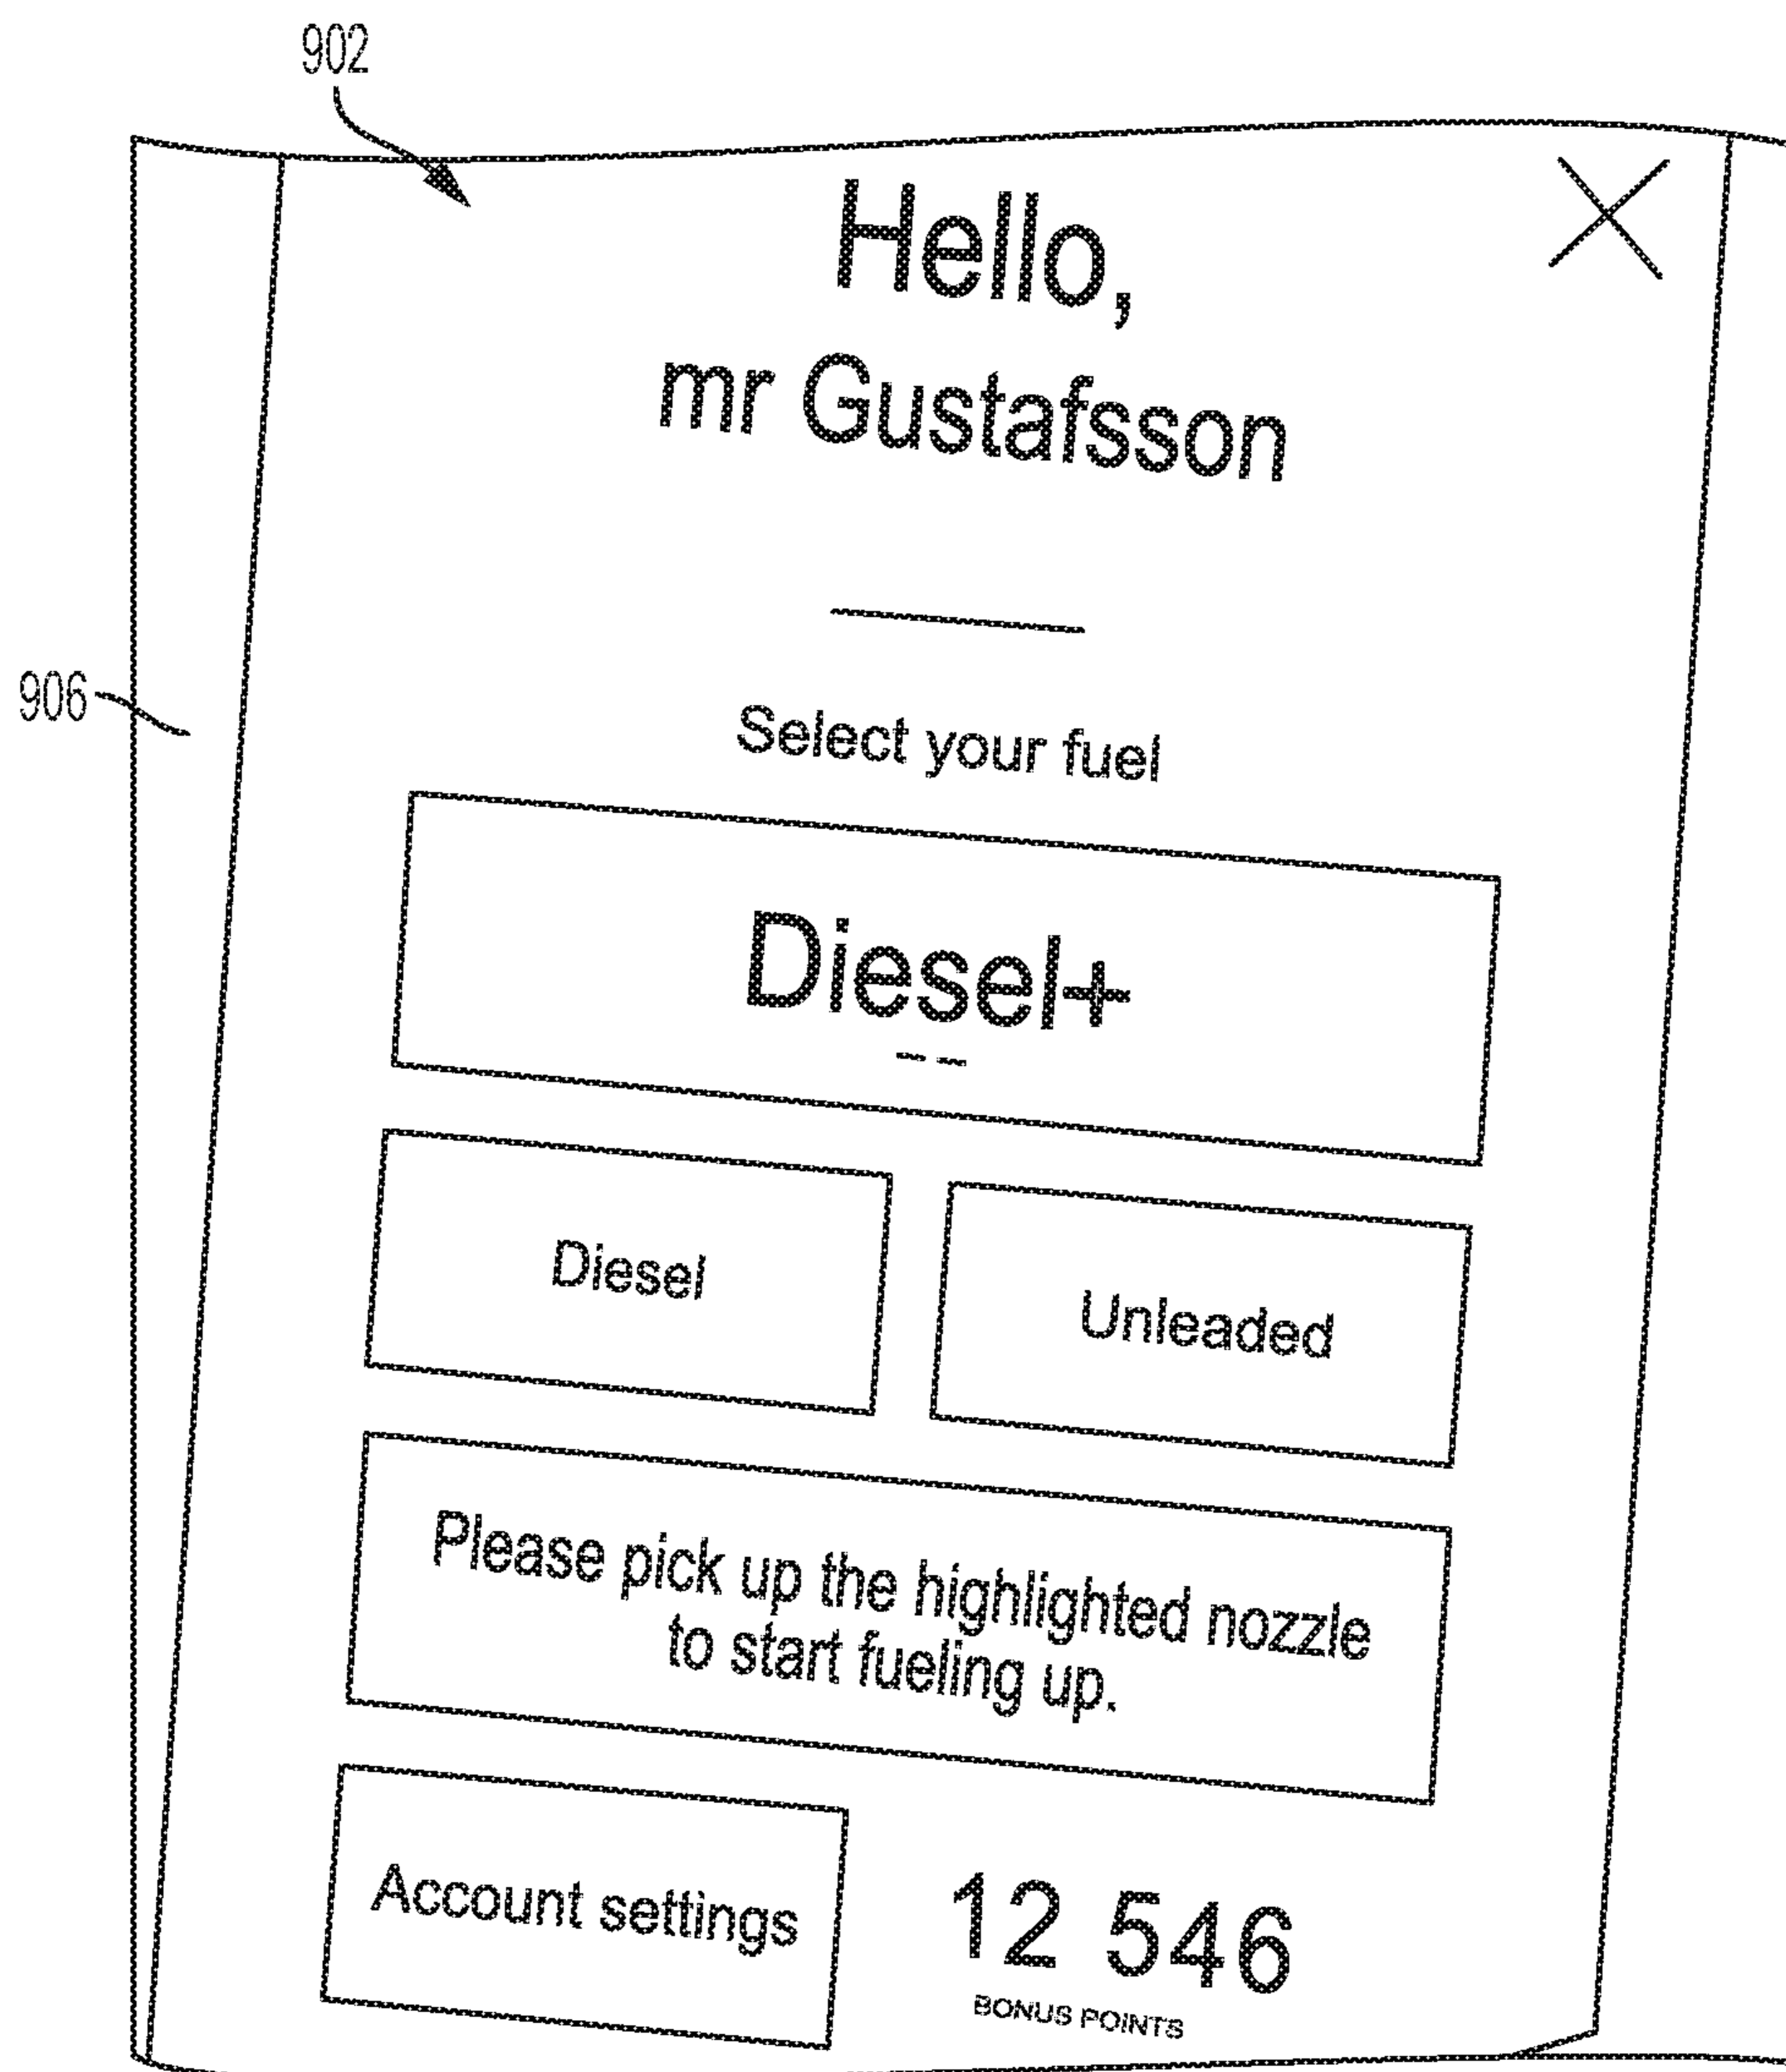 902
Hello,
mr Gustafsson
906
Select your fuel
Diesel+
Diesel
Unleaded
Please pick up the highlighted nozzle
to start fueling up.
Account settings
12 546
BONUS POINTS